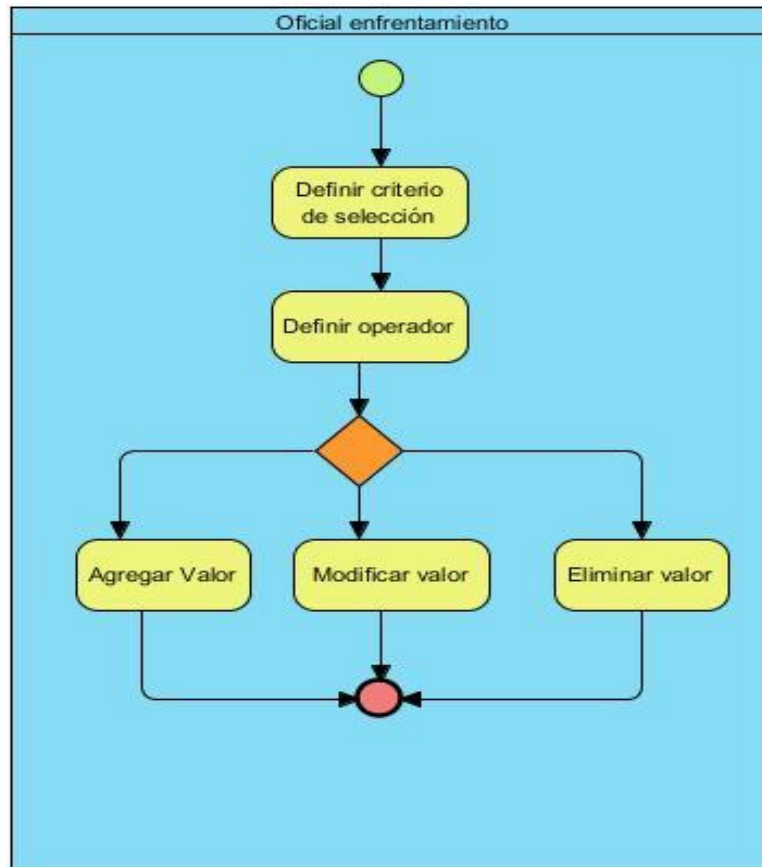 Oficial enfrentamiento
Definir criterio
de selección
Definir operador
Agregar Valor
Modificar valor
Eliminar valor